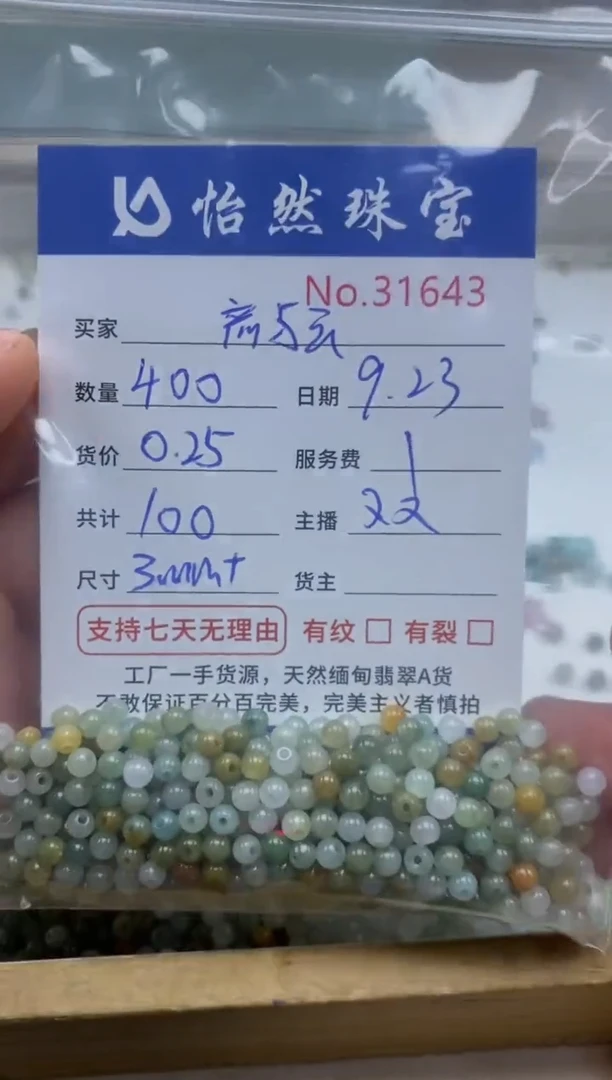 怡然珠宝
No.31643
买家
数量 400 日期 9.23
货价 0.25 服务费
共计 100 主播 双双
尺寸 3mm+ 货主
支持七天无理由 有纹 □ 有裂 □
工厂一手货源，天然缅甸翡翠A货
不敢保证百分百完美，完美主义者慎拍